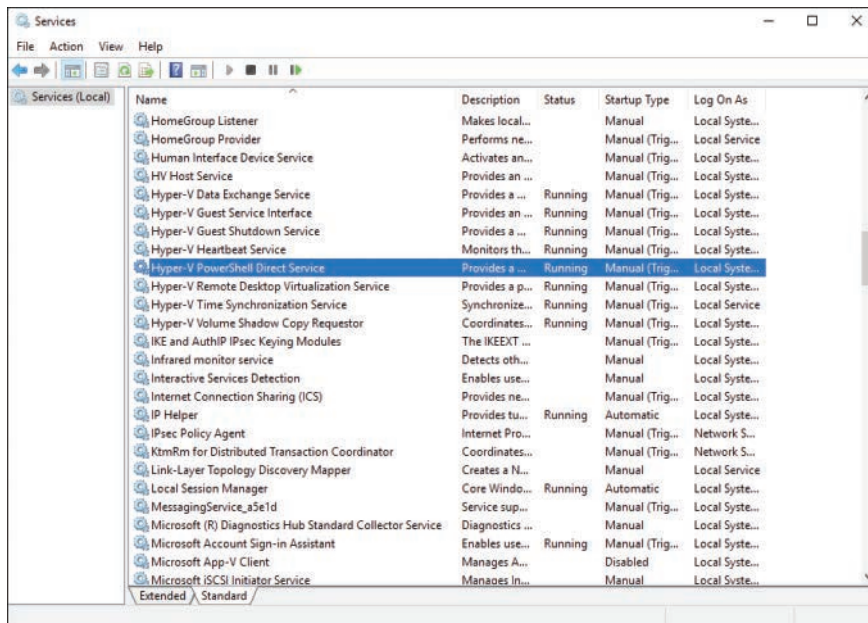 Services
File Action View Help
Services (Local)
Name Description Status Startup Type Log On As
HomeGroup Listener Makes local... Manual Local Syste...
HomeGroup Provider Performs ne... Manual (Trig... Local Service
Human Interface Device Service Activates an... Manual (Trig... Local Syste...
HV Host Service Provides an ... Manual (Trig... Local Syste...
Hyper-V Data Exchange Service Provides a ... Running Manual (Trig... Local Syste...
Hyper-V Guest Service Interface Provides an ... Running Manual (Trig... Local Syste...
Hyper-V Guest Shutdown Service Provides a ... Running Manual (Trig... Local Syste...
Hyper-V Heartbeat Service Monitors th... Running Manual (Trig... Local Syste...
Hyper-V PowerShell Direct Service Provides a ... Running Manual (Trig... Local Syste...
Hyper-V Remote Desktop Virtualization Service Provides a p... Running Manual (Trig... Local Syste...
Hyper-V Time Synchronization Service Synchronize... Running Manual (Trig... Local Service
Hyper-V Volume Shadow Copy Requestor Coordinates... Running Manual (Trig... Local Syste...
IKE and AuthIP IPsec Keying Modules The IKEEXT ... Manual (Trig... Local Syste...
Infrared monitor service Detects oth... Manual Local Syste...
Interactive Services Detection Enables use... Manual Local Syste...
Internet Connection Sharing (ICS) Provides ne... Manual (Trig... Local Syste...
IP Helper Provides tu... Running Automatic Local Syste...
IPsec Policy Agent Internet Pro... Manual (Trig... Network S...
KtmRm for Distributed Transaction Coordinator Coordinates... Manual (Trig... Network S...
Link-Layer Topology Discovery Mapper Creates a N... Manual Local Service
Local Session Manager Core Windo... Running Automatic Local Syste...
MessagingService_a5e1d Service sup... Manual (Trig... Local Syste...
Microsoft (R) Diagnostics Hub Standard Collector Service Diagnostics ... Manual Local Syste...
Microsoft Account Sign-in Assistant Enables use... Running Manual (Trig... Local Syste...
Microsoft App-V Client Manages A... Disabled Local Syste...
Microsoft iSCSI Initiator Service Manages In... Manual Local Syste...
Extended Standard